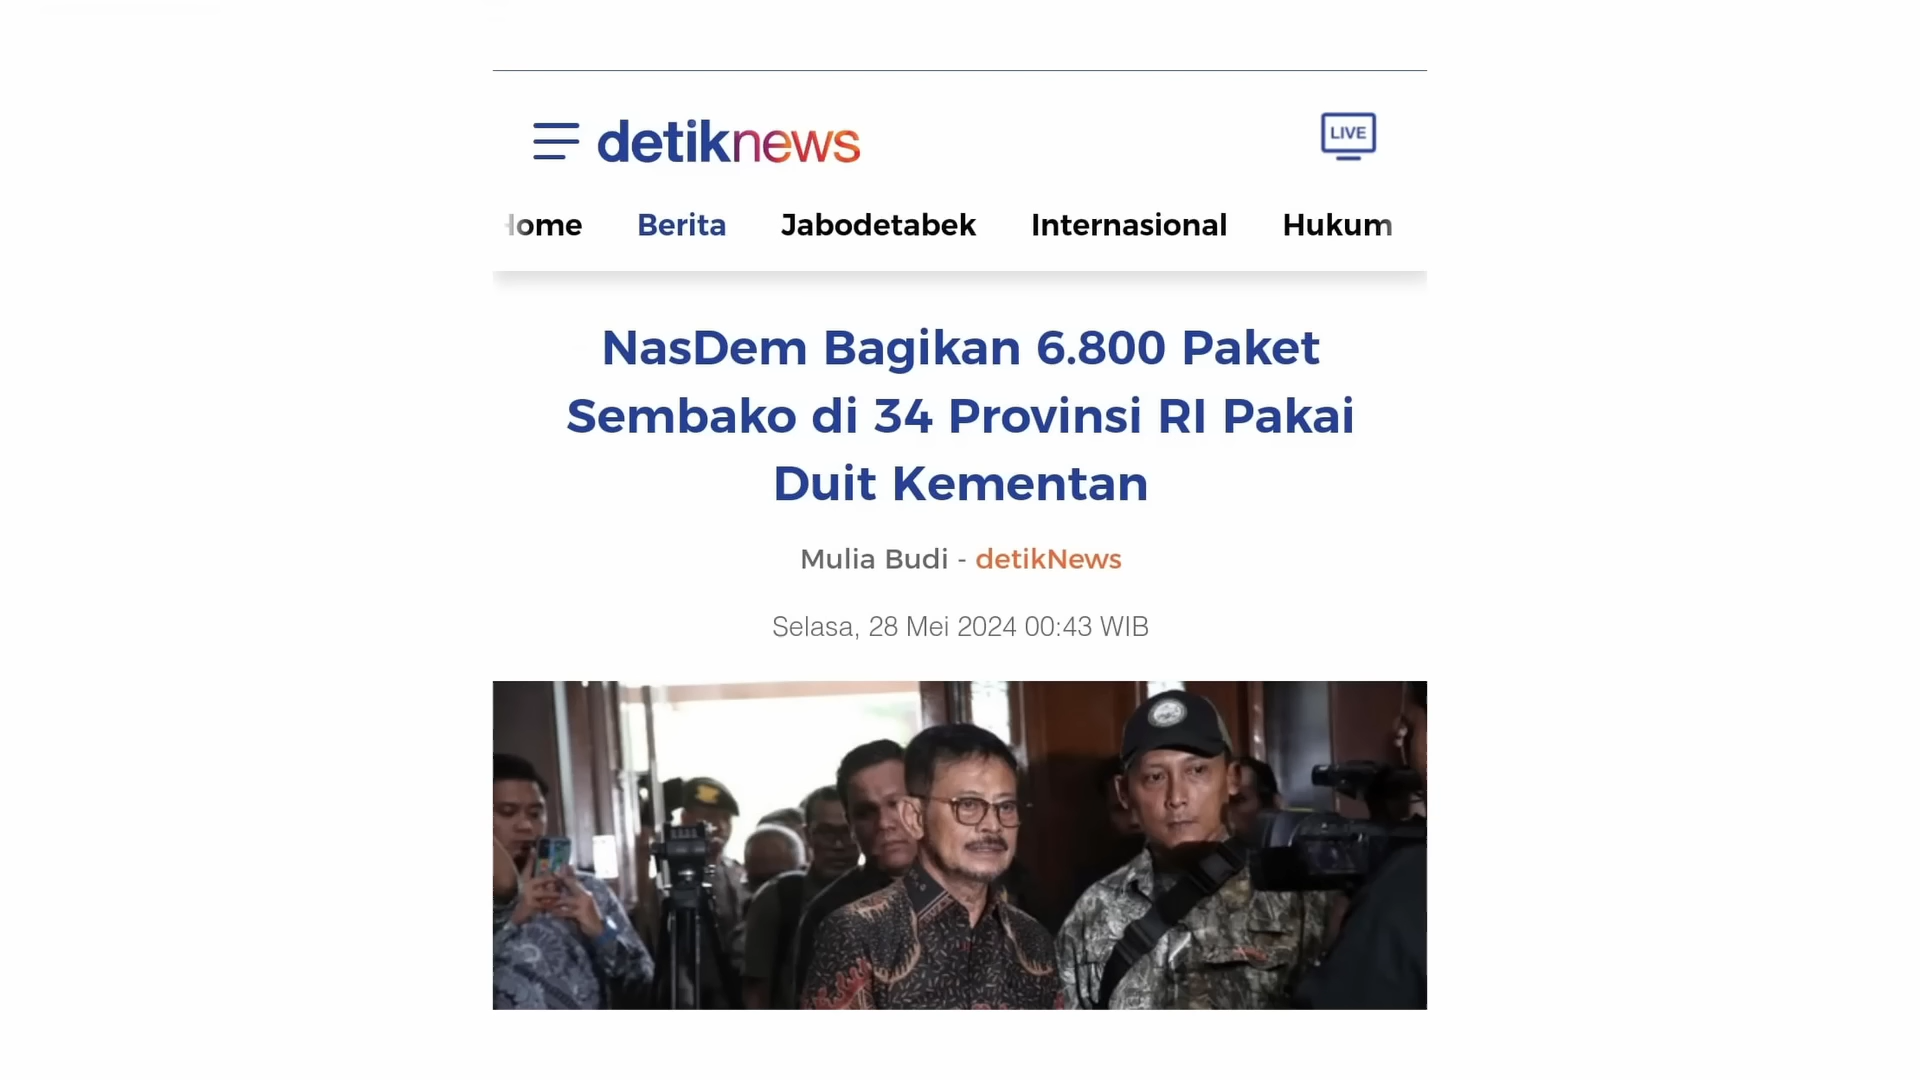 detiknews
LIVE
Home Berita Jabodetabek Internasional Hukum
NasDem Bagikan 6.800 Paket
Sembako di 34 Provinsi RI Pakai
Duit Kementan
Mulia Budi - detikNews
Selasa, 28 Mei 2024 00:43 WIB